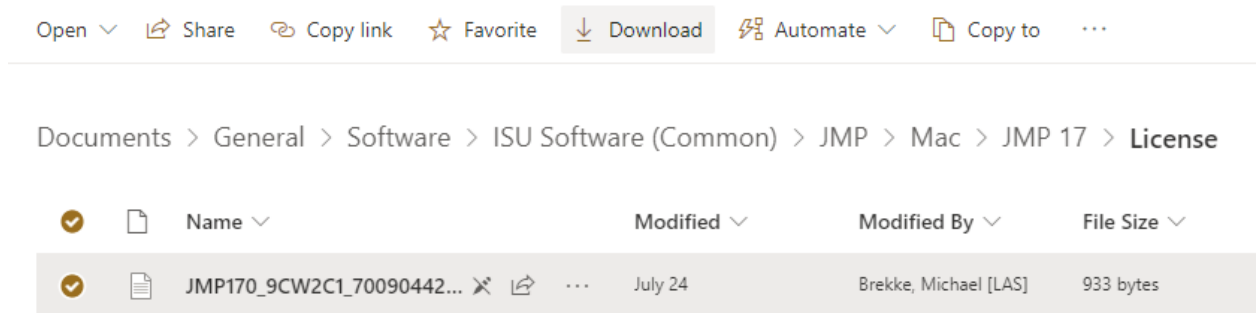 Open Share Copy link Favorite Download Automate Copy to ...
Documents > General > Software > ISU Software (Common) > JMP > Mac > JMP 17 > License
Name Modified Modified By File Size
JMP170_9CW2C1_70090442... ... July 24 Brekke, Michael [LAS] 933 bytes